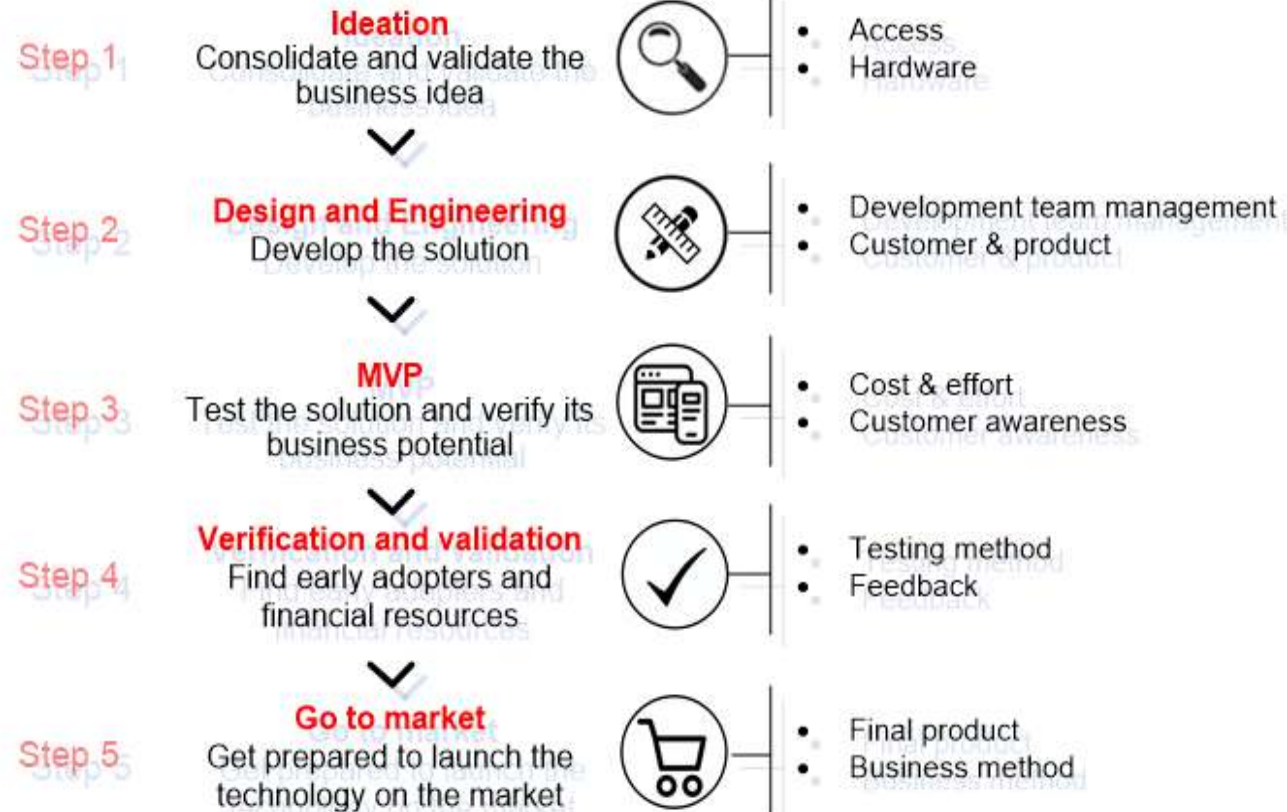 Step 1
Ideation
Consolidate and validate the
business idea
• Access
• Hardware
Step 2
Design and Engineering
Develop the solution
• Development team management
• Customer & product
Step 3
MVP
Test the solution and verify its
business potential
• Cost & effort
• Customer awareness
Step 4
Verification and validation
Find early adopters and
financial resources
• Testing method
• Feedback
Step 5
Go to market
Get prepared to launch the
technology on the market
• Final product
• Business method